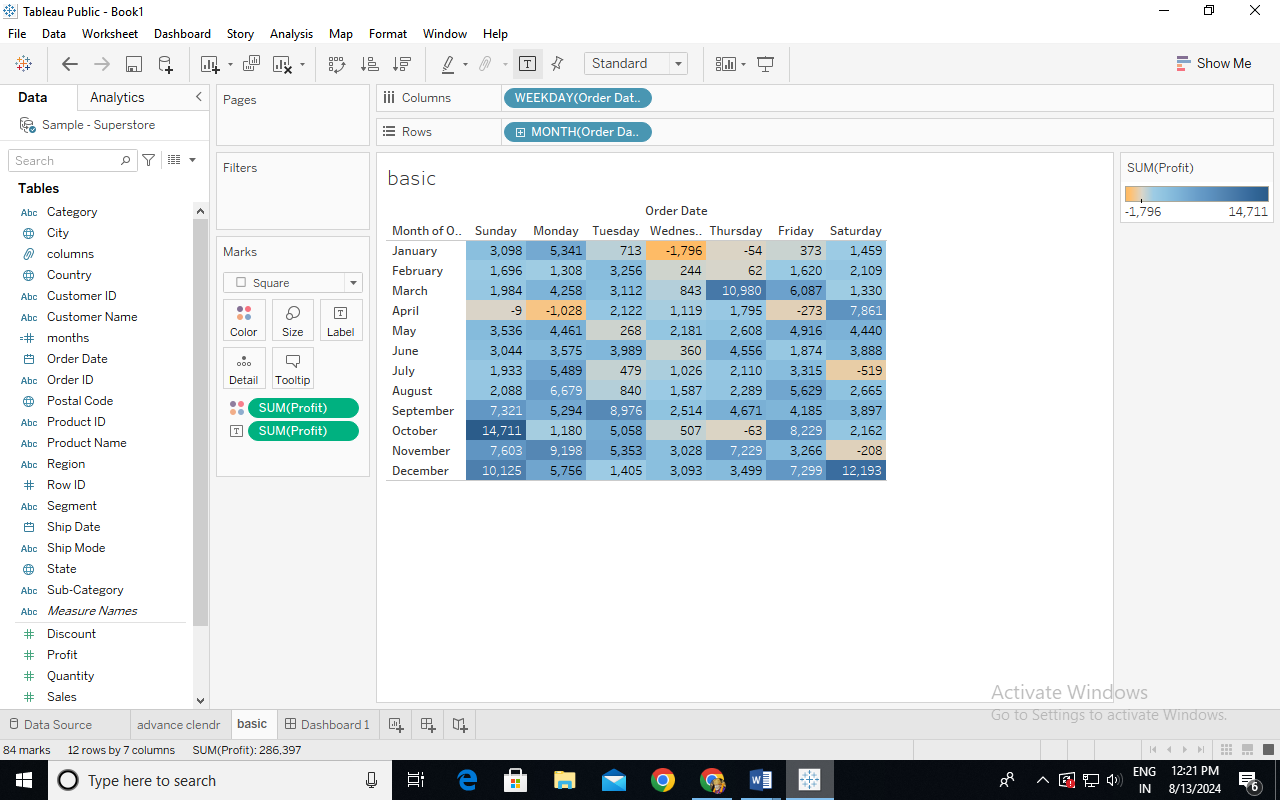 Tableau Public - Book1
File Data Worksheet Dashboard Story Analysis Map Format Window Help
Standard
Show Me
Data Analytics
Sample - Superstore
Search
Tables
Abc Category
City
columns
Country
Abc Customer ID
Abc Customer Name
=# months
Order Date
Abc Order ID
Postal Code
Abc Product ID
Abc Product Name
Abc Region
# Row ID
Abc Segment
Ship Date
Abc Ship Mode
State
Abc Sub-Category
Abc Measure Names
# Discount
# Profit
# Quantity
# Sales
Pages
Filters
Marks
Square
Color Size Label
Detail Tooltip
SUM(Profit)
SUM(Profit)
Columns WEEKDAY(Order Dat..
Rows MONTH(Order Da..
basic
Order Date
Month of O.. Sunday Monday Tuesday Wednes.. Thursday Friday Saturday
January 3,098 5,341 713 -1,796 -54 373 1,459
February 1,696 1,308 3,256 244 62 1,620 2,109
March 1,984 4,258 3,112 843 10,980 6,087 1,330
April -9 -1,028 2,122 1,119 1,795 -273 7,861
May 3,536 4,461 268 2,181 2,608 4,916 4,440
June 3,044 3,575 3,989 360 4,556 1,874 3,888
July 1,933 5,489 479 1,026 2,110 3,315 -519
August 2,088 6,679 840 1,587 2,289 5,629 2,665
September 7,321 5,294 8,976 2,514 4,671 4,185 3,897
October 14,711 1,180 5,058 507 -63 8,229 2,162
November 7,603 9,198 5,353 3,028 7,229 3,266 -208
December 10,125 5,756 1,405 3,093 3,499 7,299 12,193
SUM(Profit)
-1,796 14,711
Activate Windows
Go to Settings to activate Windows.
Data Source advance clendr basic Dashboard 1
84 marks 12 rows by 7 columns SUM(Profit): 286,397
Type here to search
ENG
IN
12:21 PM
8/13/2024
6